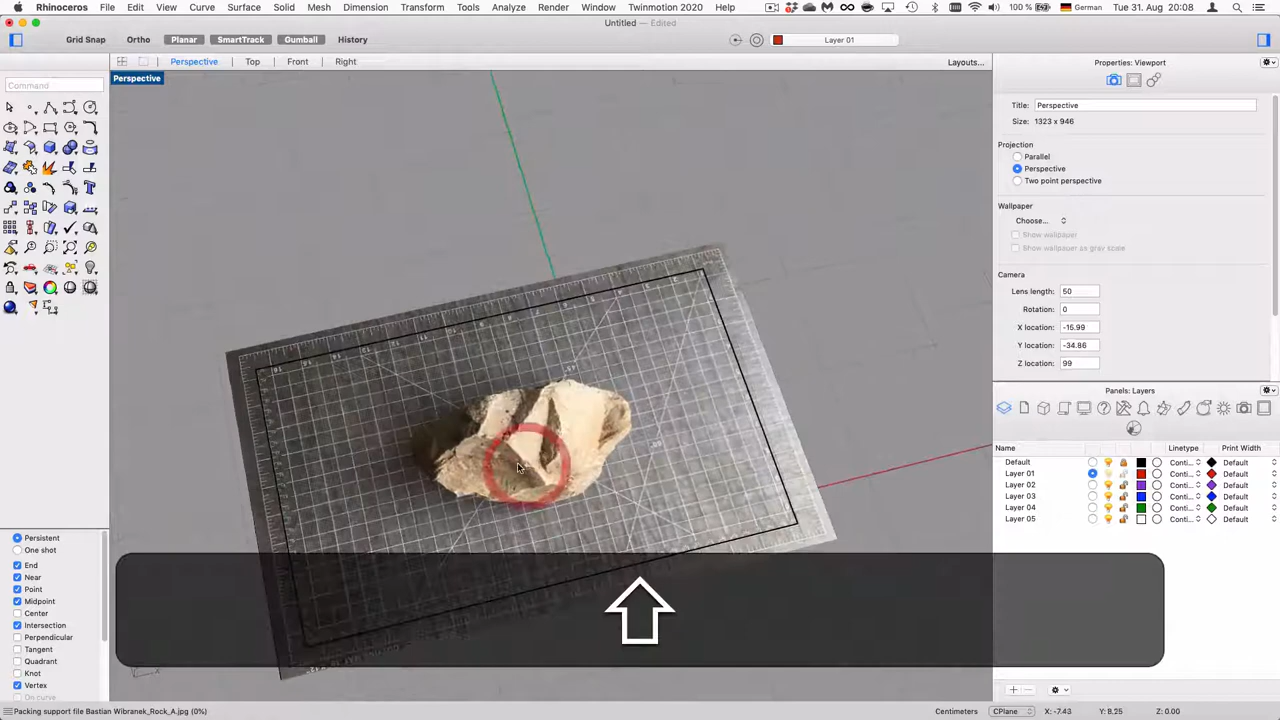 Rhinoceros File Edit View Curve Surface Solid Mesh Dimension Transform Tools Analyze Render Window Twinmotion 2020 Help 100 % German Tue 31. Aug 20:08
Untitled — Edited
Grid Snap Ortho Planar SmartTrack Gumball History Layer 01
Perspective Top Front Right Layouts...
Perspective
Command
Properties: Viewport
Title: Perspective
Size: 1323 x 946
Projection
Parallel
Perspective
Two point perspective
Wallpaper
Choose...
Show wallpaper
Show wallpaper as gray scale
Camera
Lens length: 50
Rotation: 0
X location: -15.99
Y location: -34.86
Z location: 99
Panels: Layers
Name Linetype Print Width
Default Conti... Default
Layer 01 Conti... Default
Layer 02 Conti... Default
Layer 03 Conti... Default
Layer 04 Conti... Default
Layer 05 Conti... Default
Persistent
One shot
End
Near
Point
Midpoint
Center
Intersection
Perpendicular
Tangent
Quadrant
Knot
Vertex
On curve
Packing support file Bastian Wibranek_Rock_A.jpg (0%)
Centimeters CPlane X: -7.43 Y: 8.25 Z: 0.00